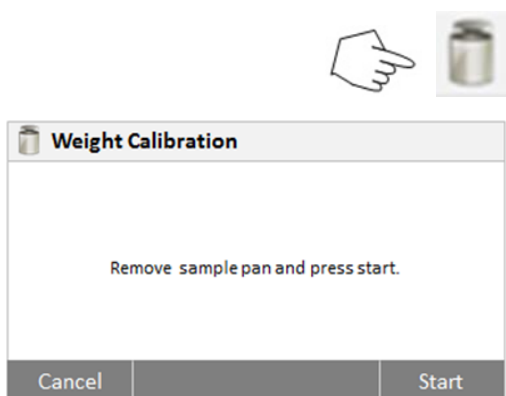 Weight Calibration
Remove sample pan and press start.
Cancel
Start